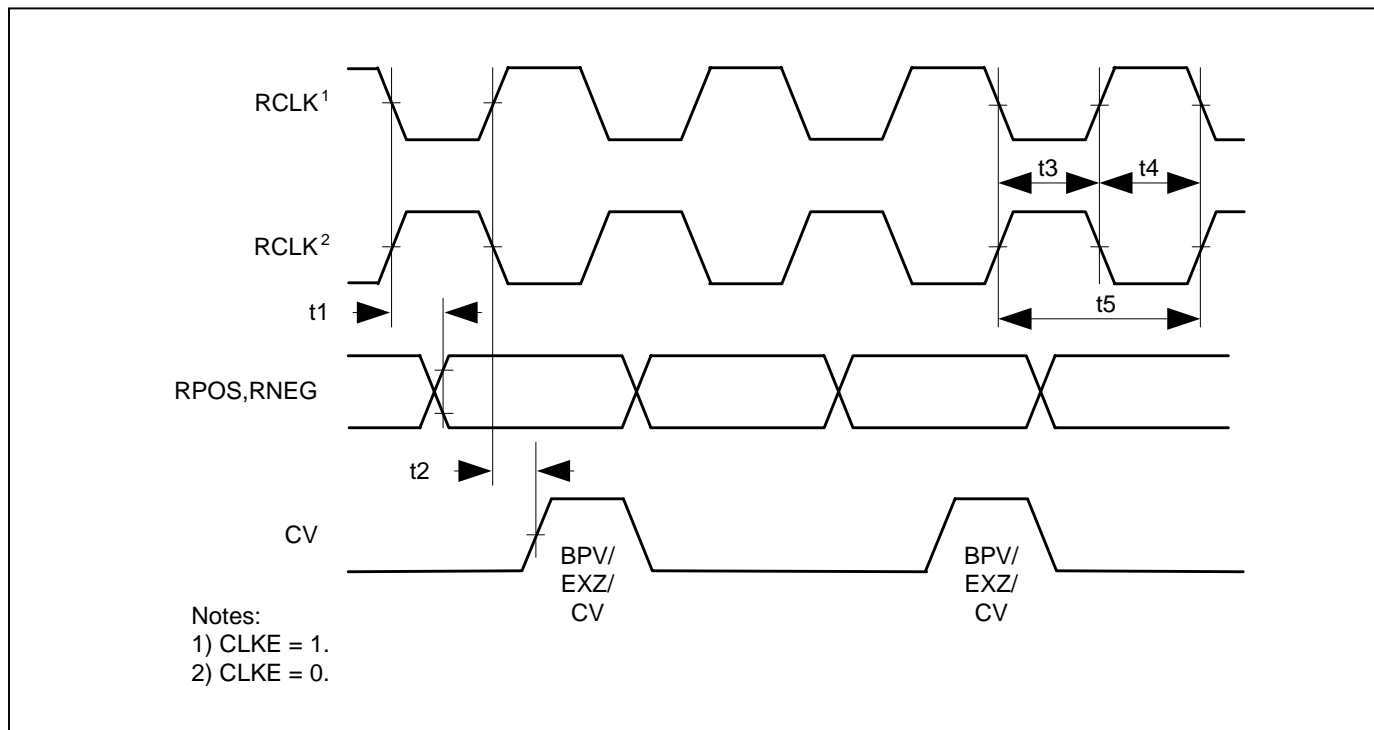 RCLK¹
t3
t4
RCLK²
t1
t5
RPOS,RNEG
t2
CV
BPV/
EXZ/
CV
BPV/
EXZ/
CV
Notes:
1) CLKE = 1.
2) CLKE = 0.